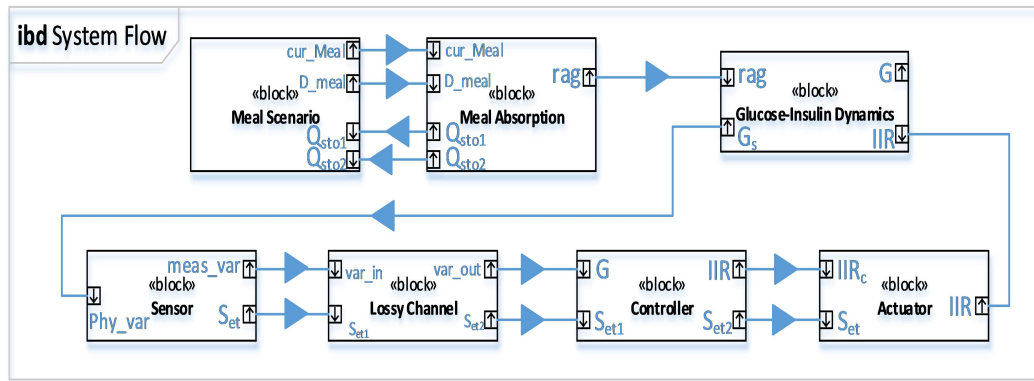 ibd System Flow
cur_Meal
D_meal
«block»
Meal Scenario
Qsto1
Qsto2
cur_Meal
D_meal
rag
«block»
Meal Absorption
Qsto1
Qsto2
rag
G
«block»
Glucose-Insulin Dynamics
Gs
IIR
meas_var
«block»
Sensor
Phy_var
Set
var_in
var_out
«block»
Lossy Channel
Set1
Set2
G
IIR
«block»
Controller
Set1
Set2
IIRc
«block»
Actuator
Set
IIR